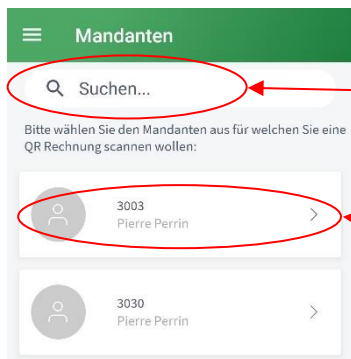 Mandanten
Suchen...
Bitte wählen Sie den Mandanten aus für welchen Sie eine
QR Rechnung scannen wollen:
3003
Pierre Perrin
3030
Pierre Perrin